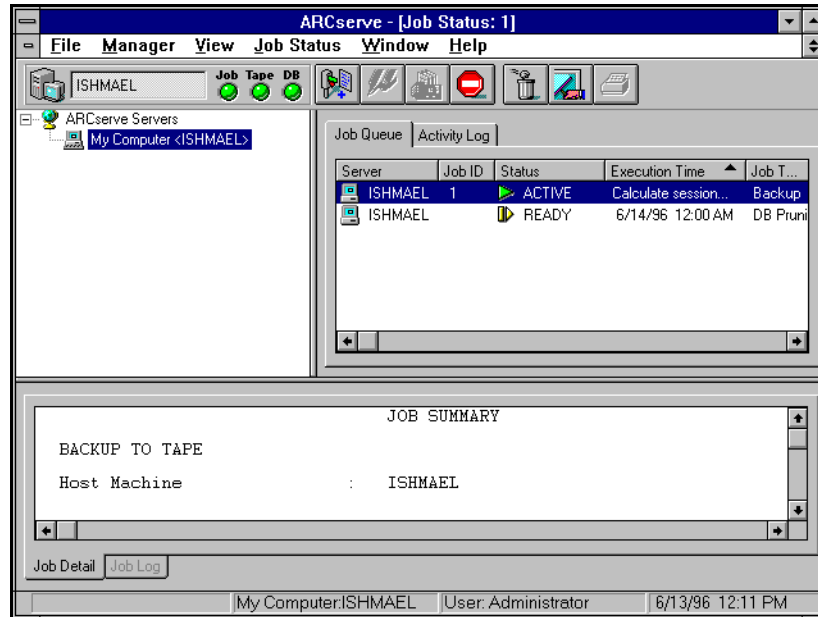 ARCserve - [Job Status: 1]
File Manager View Job Status Window Help
ISHMAEL Job Tape DB
ARCserve Servers
My Computer <ISHMAEL>
Job Queue Activity Log
Server Job ID Status Execution Time Job T...
ISHMAEL 1 ACTIVE Calculate session... Backup
ISHMAEL READY 6/14/96 12:00 AM DB Pruni
JOB SUMMARY
BACKUP TO TAPE
Host Machine : ISHMAEL
Job Detail Job Log
My Computer:ISHMAEL User: Administrator 6/13/96 12:11 PM